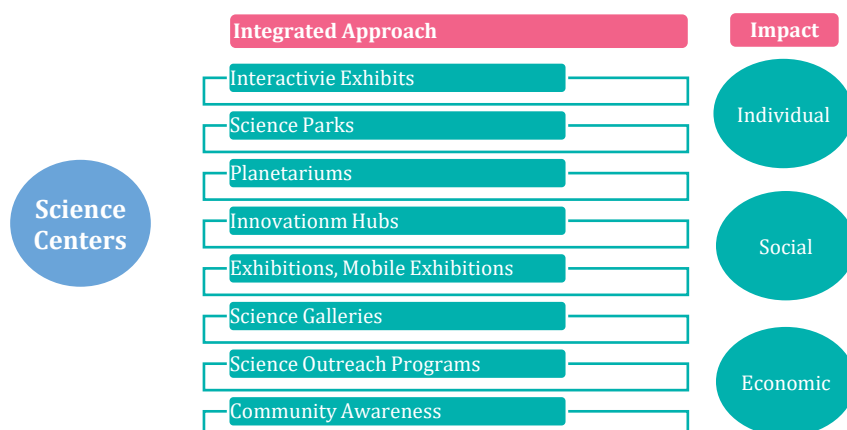 Integrated Approach
Impact
Interactivie Exhibits
Science Parks
Planetariums
Innovationm Hubs
Exhibitions, Mobile Exhibitions
Science Galleries
Science Outreach Programs
Community Awareness
Science
Centers
Individual
Social
Economic